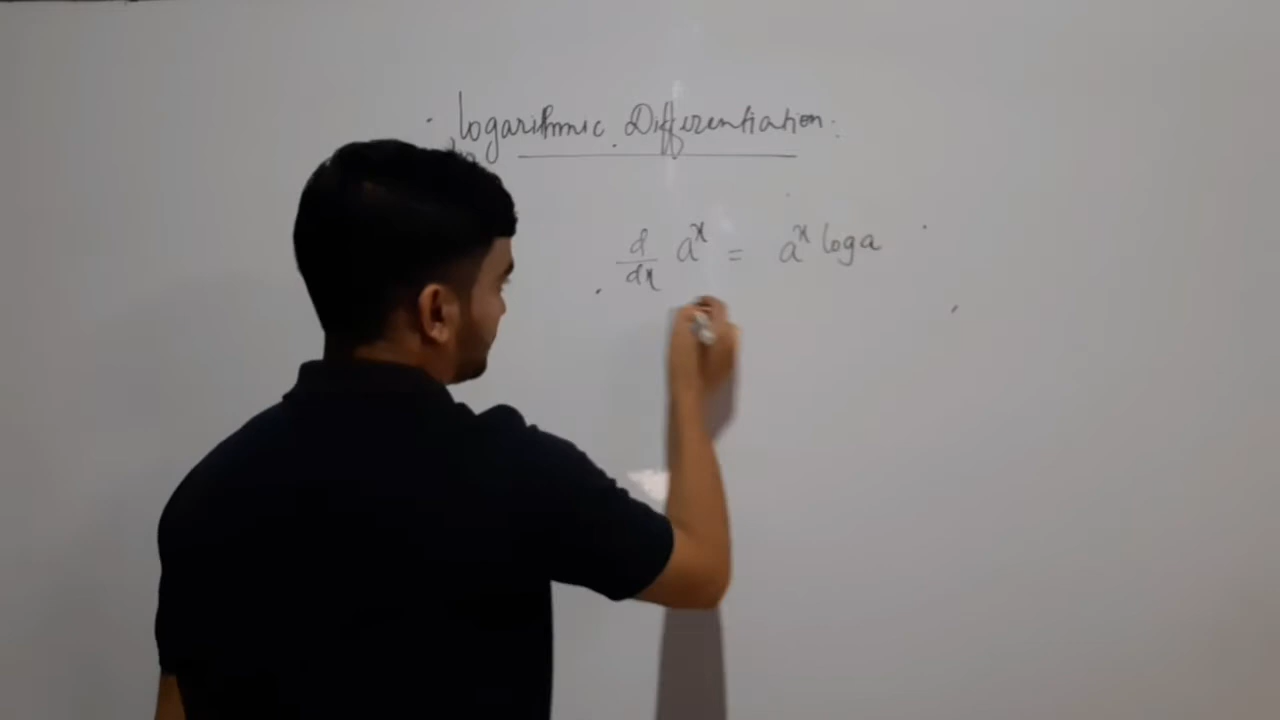 Logarithmic Differentiation
d/dx a^x = a^x log a